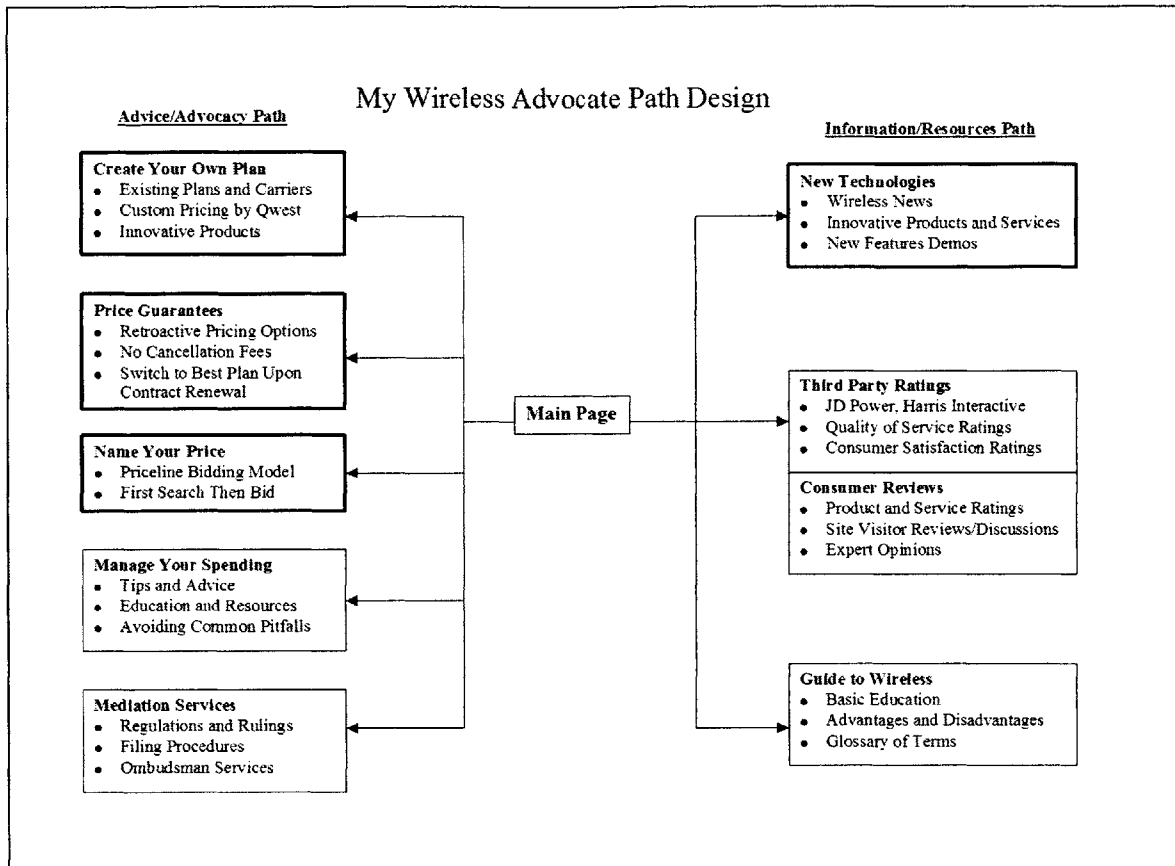 My Wireless Advocate Path Design
Advice/Advocacy Path
Create Your Own Plan
• Existing Plans and Carriers
• Custom Pricing by Qwest
• Innovative Products
Price Guarantees
• Retroactive Pricing Options
• No Cancellation Fees
• Switch to Best Plan Upon
Contract Renewal
Name Your Price
• Priceline Bidding Model
• First Search Then Bid
Manage Your Spending
• Tips and Advice
• Education and Resources
• Avoiding Common Pitfalls
Mediation Services
• Regulations and Rulings
• Filing Procedures
• Ombudsman Services
Main Page
Information/Resources Path
New Technologies
• Wireless News
• Innovative Products and Services
• New Features Demos
Third Party Ratings
• JD Power, Harris Interactive
• Quality of Service Ratings
• Consumer Satisfaction Ratings
Consumer Reviews
• Product and Service Ratings
• Site Visitor Reviews/Discussions
• Expert Opinions
Guide to Wireless
• Basic Education
• Advantages and Disadvantages
• Glossary of Terms